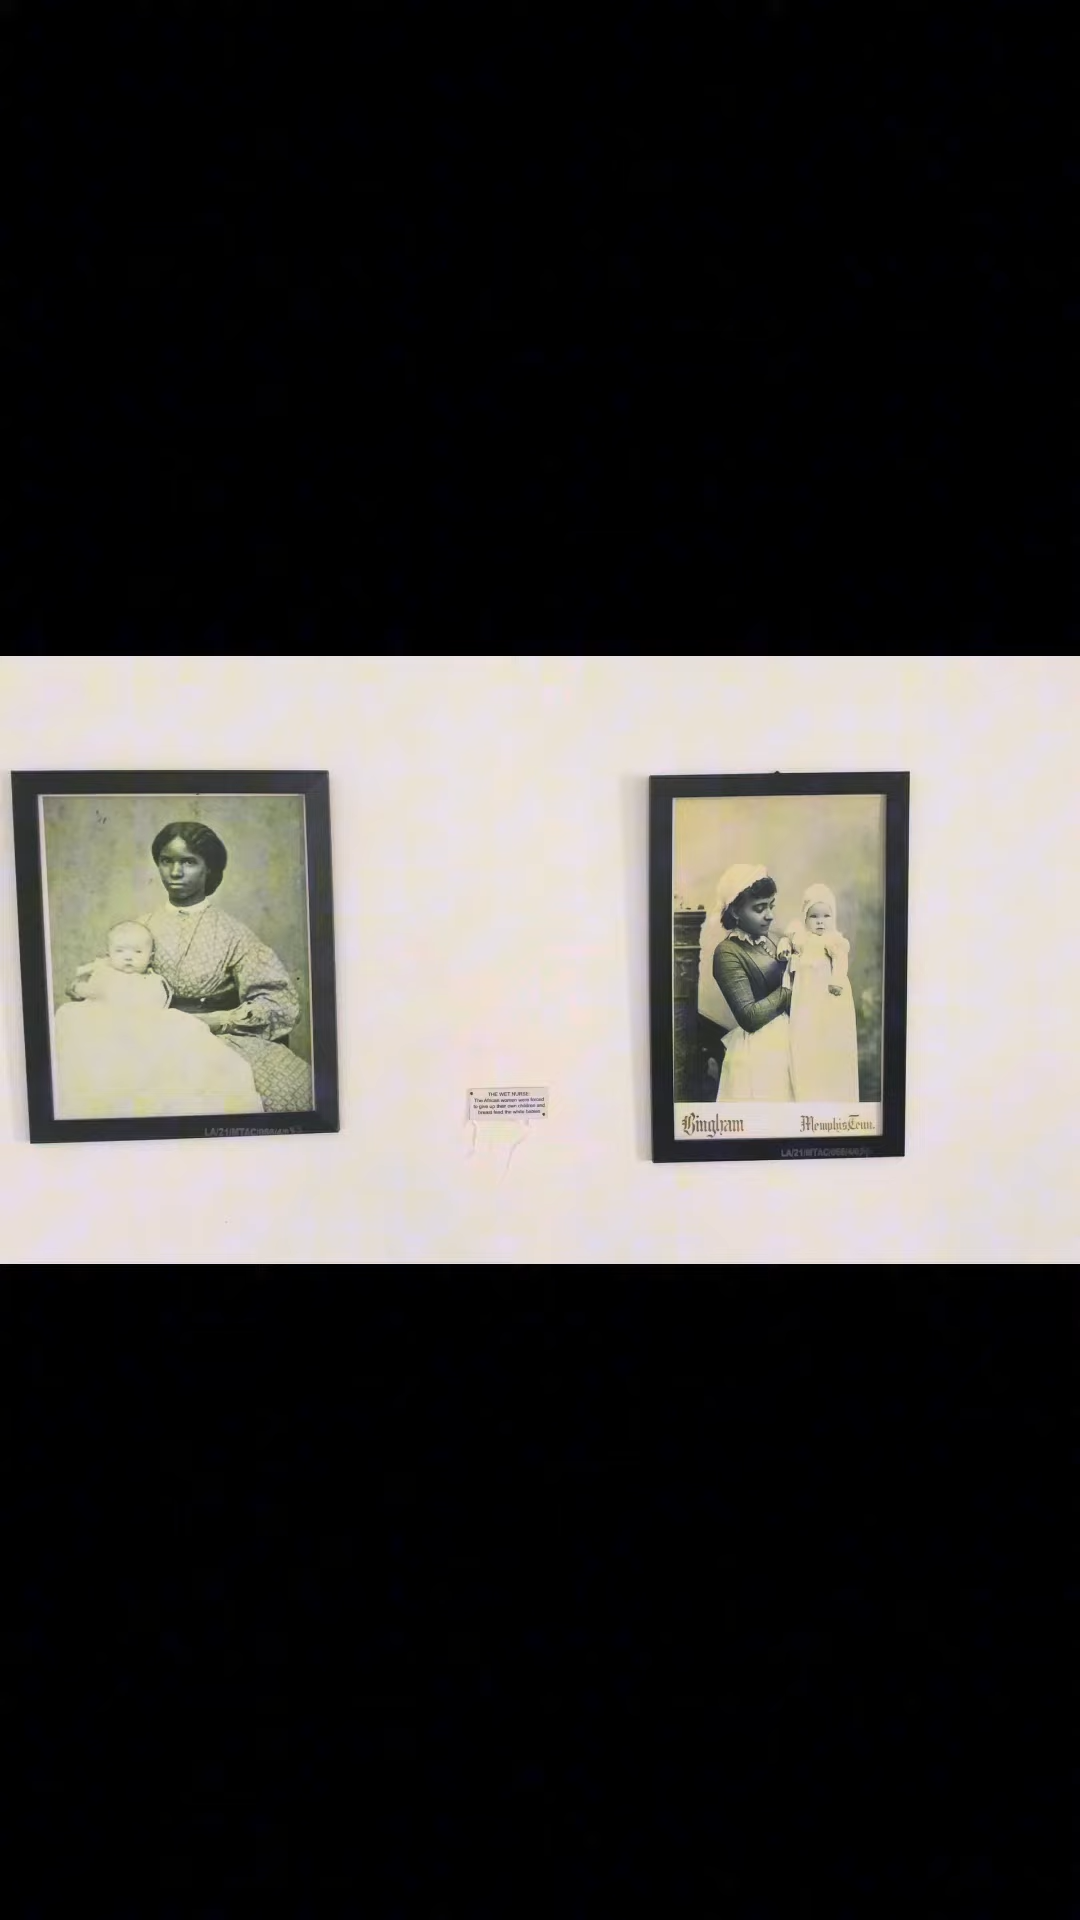 THE WET NURSE:
The African women were forced
to give up their own children and
breast feed the white babies
Bingham Memphis, Tenn.